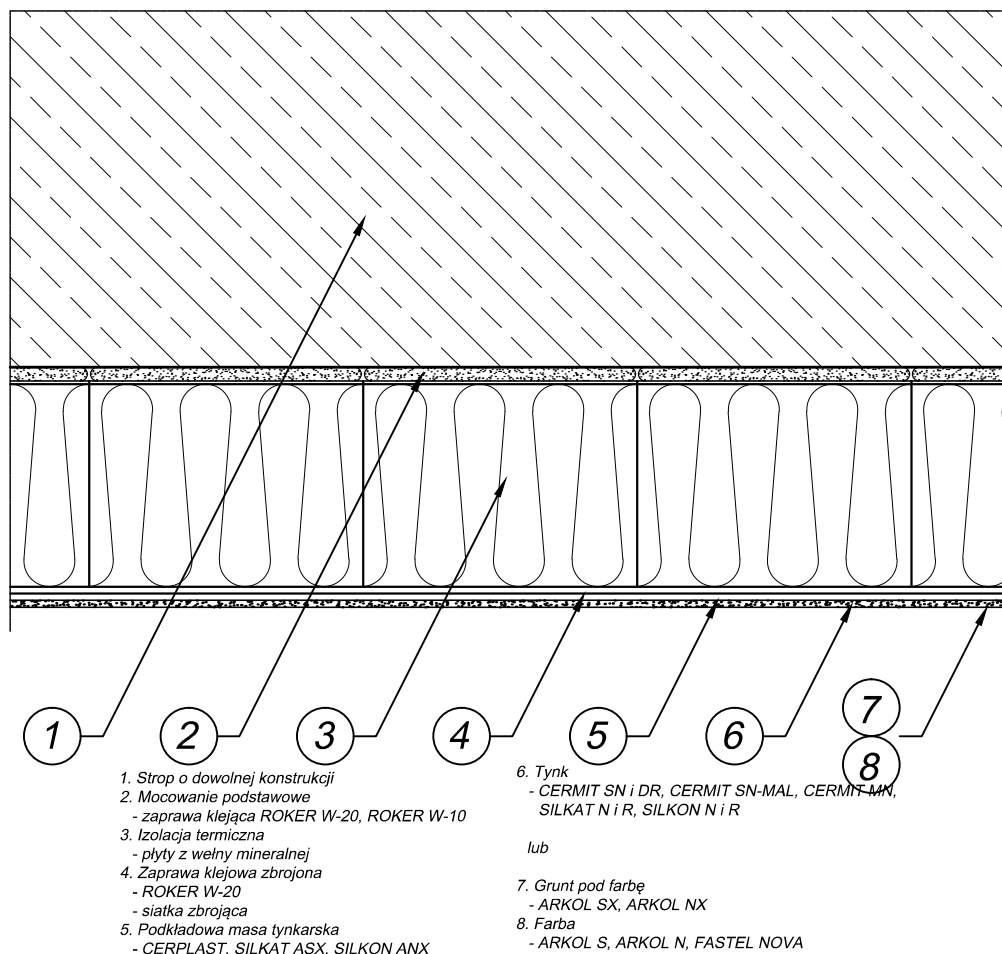 1
2
3
4
5
6
7
8
1. Strop o dowolnej konstrukcji
2. Mocowanie podstawowe
- zaprawa klejąca ROKER W-20, ROKER W-10
3. Izolacja termiczna
- płyty z wełny mineralnej
4. Zaprawa klejowa zbrojona
- ROKER W-20
- siatka zbrojąca
5. Podkładowa masa tynkarska
- CERPLAST, SILKAT ASX, SILKON ANX
6. Tynk
- CERMIT SN i DR, CERMIT SN-MAL, CERMIT MN,
SILKAT N i R, SILKON N i R
lub
7. Grunt pod farbę
- ARKOL SX, ARKOL NX
8. Farba
- ARKOL S, ARKOL N, FASTEL NOVA